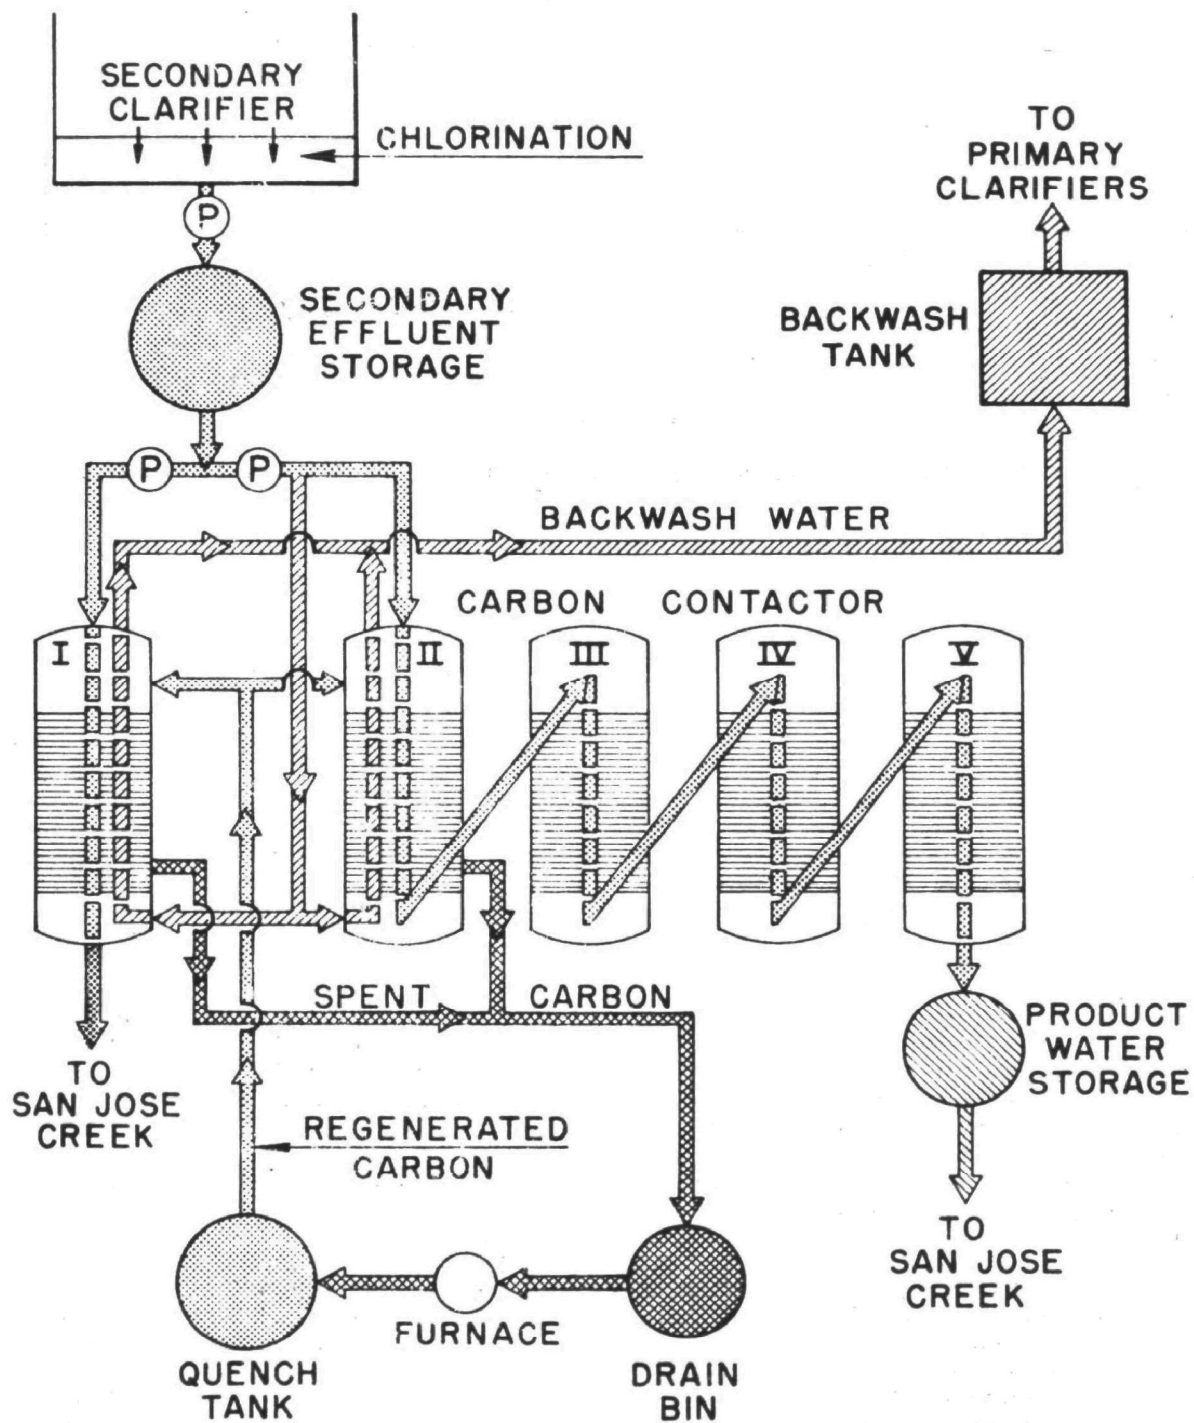 SECONDARY
CLARIFIER
CHLORINATION
P
SECONDARY
EFFLUENT
STORAGE
TO
PRIMARY
CLARIFIERS
BACKWASH
TANK
P P
BACKWASH WATER
CARBON CONTACTOR
I II III IV V
SPENT CARBON
TO
SAN JOSE
CREEK
PRODUCT
WATER
STORAGE
REGENERATED
CARBON
TO
SAN JOSE
CREEK
FURNACE
QUENCH
TANK
DRAIN
BIN